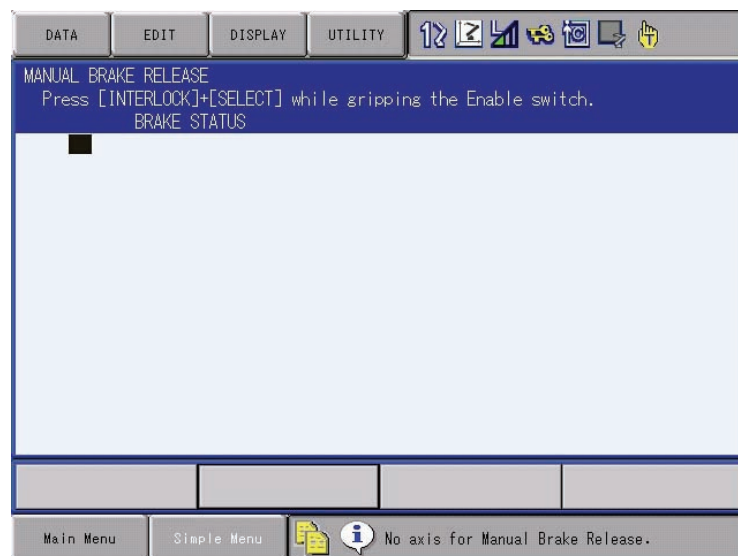 DATA EDIT DISPLAY UTILITY
MANUAL BRAKE RELEASE
Press [INTERLOCK]+[SELECT] while gripping the Enable switch.
BRAKE STATUS
Main Menu Simple Menu No axis for Manual Brake Release.